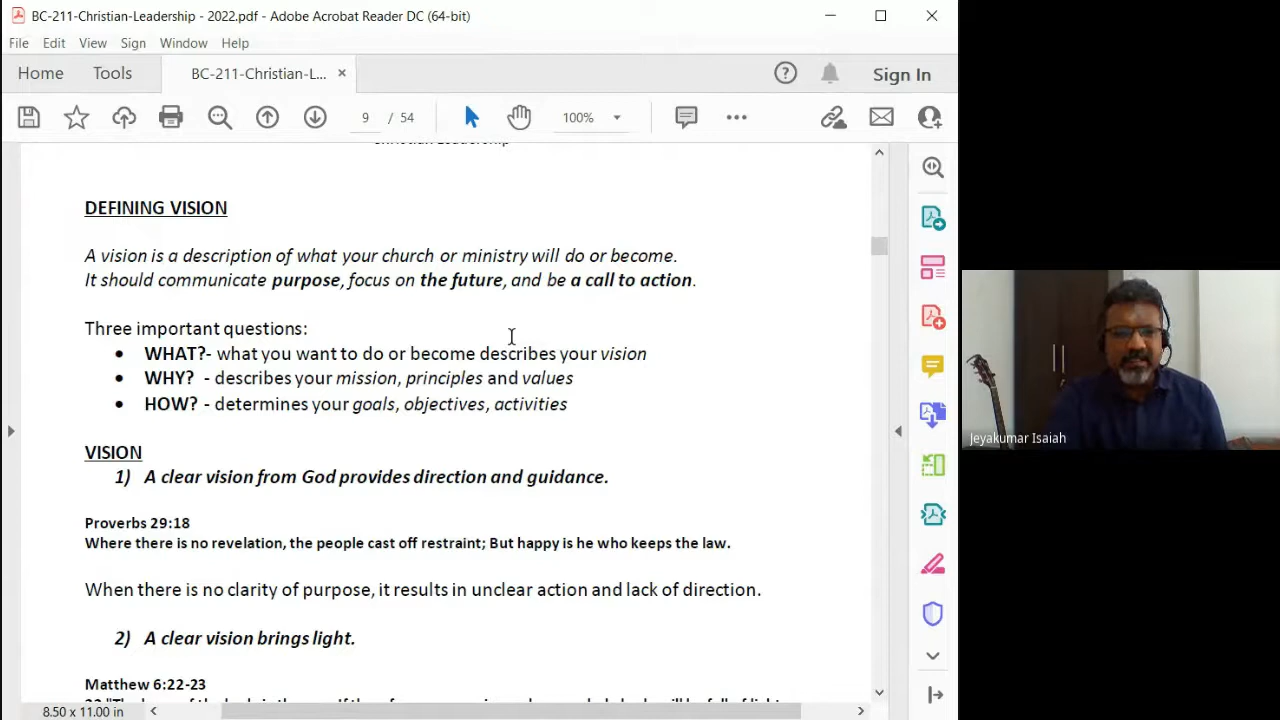 BC-211-Christian-Leadership - 2022.pdf - Adobe Acrobat Reader DC (64-bit)
File Edit View Sign Window Help
Home Tools BC-211-Christian-L... Sign In
9 / 54 100%
Christian Leadership
DEFINING VISION
A vision is a description of what your church or ministry will do or become.
It should communicate purpose, focus on the future, and be a call to action.
Three important questions:
• WHAT?- what you want to do or become describes your vision
• WHY? - describes your mission, principles and values
• HOW? - determines your goals, objectives, activities
VISION
1) A clear vision from God provides direction and guidance.
Proverbs 29:18
Where there is no revelation, the people cast off restraint; But happy is he who keeps the law.
When there is no clarity of purpose, it results in unclear action and lack of direction.
2) A clear vision brings light.
Matthew 6:22-23
8.50 x 11.00 in
Jeyakumar Isaiah